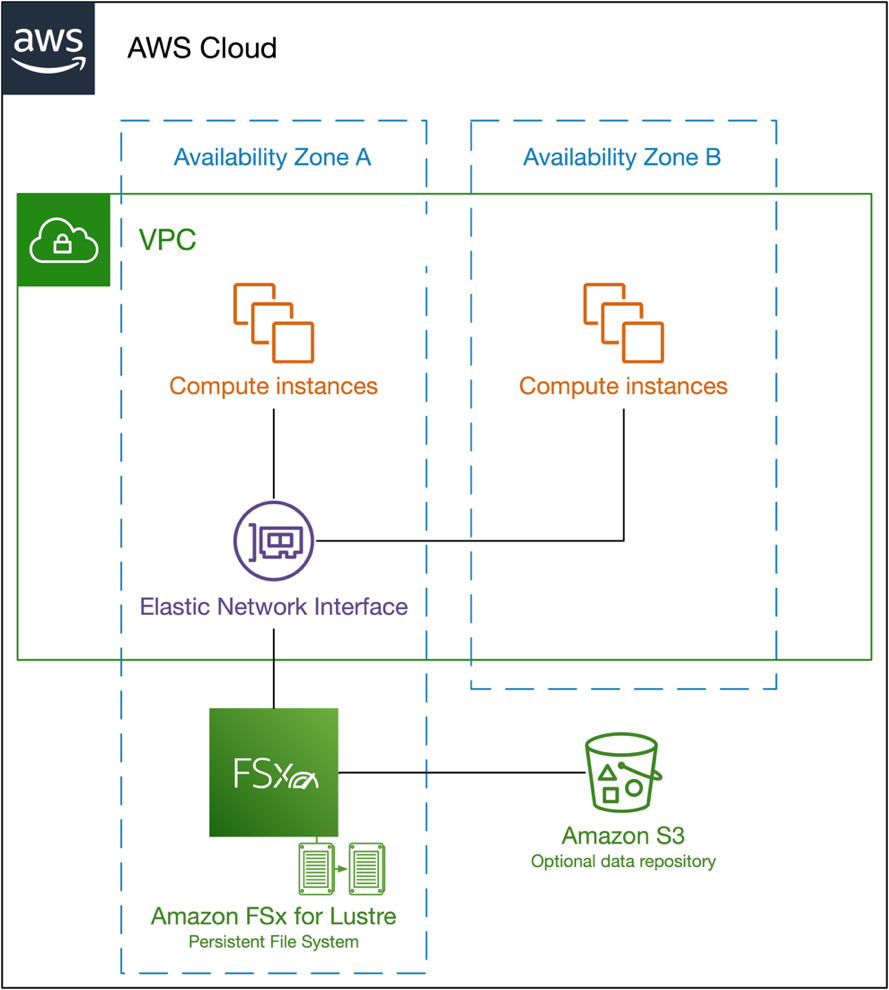 aws
AWS Cloud
Availability Zone A
Availability Zone B
VPC
Compute instances
Compute instances
Elastic Network Interface
FSx
Amazon S3
Optional data repository
Amazon FSx for Lustre
Persistent File System